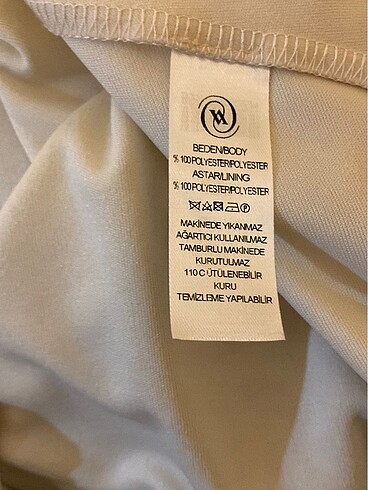 BEDEN/BODY
% 100 POLYESTER/POLYESTER
ASTAR/LINING
% 100 POLYESTER/POLYESTER
MAKİNEDE YIKANMAZ
AĞARTICI KULLANILMAZ
TAMBURLU MAKİNEDE
KURUTULMAZ
110 C ÜTÜLENEBİLİR
KURU
TEMİZLEME YAPILABİLİR